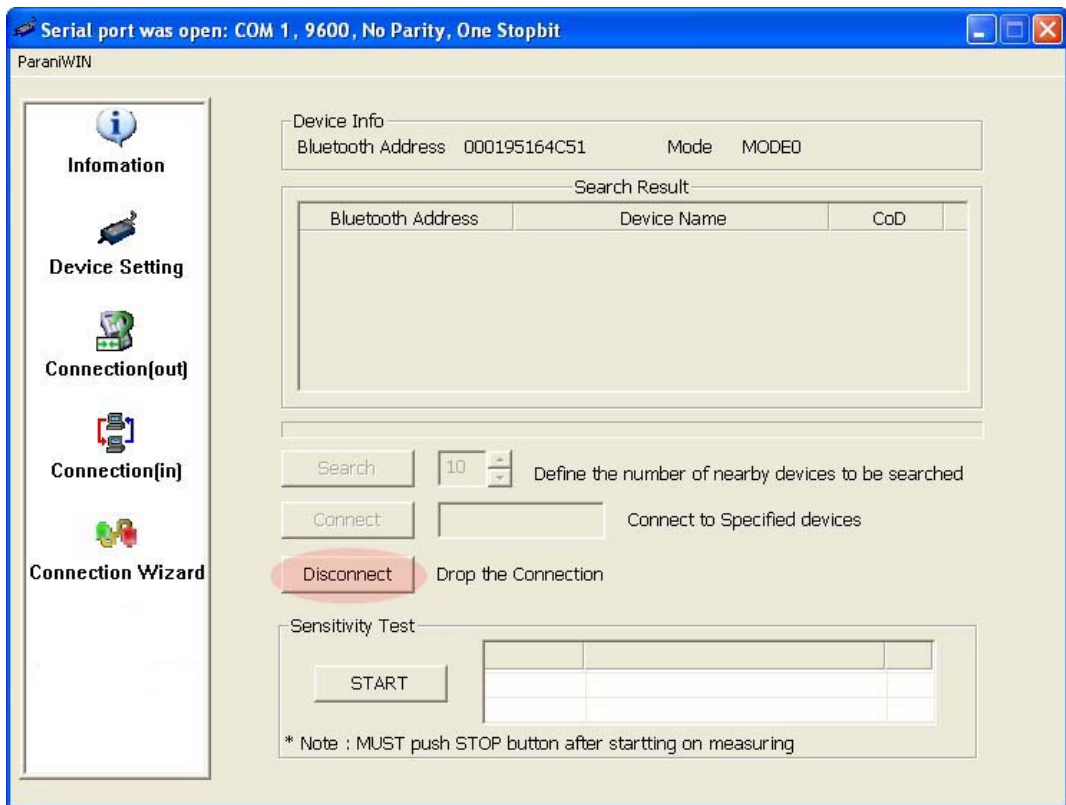 Serial port was open: COM 1, 9600, No Parity, One Stopbit
ParaniWIN
Infomation
Device Setting
Connection(out)
Connection(in)
Connection Wizard
Device Info
Bluetooth Address 000195164C51 Mode MODE0
Search Result
Bluetooth Address Device Name CoD
Search 10 Define the number of nearby devices to be searched
Connect Connect to Specified devices
Disconnect Drop the Connection
Sensitivity Test
START
* Note : MUST push STOP button after startting on measuring